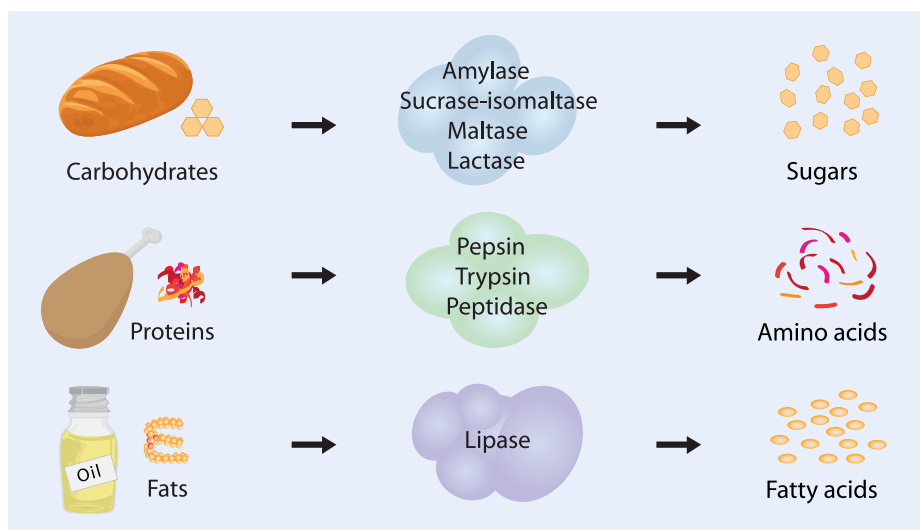 Carbohydrates
Amylase
Sucrase-isomaltase
Maltase
Lactase
Sugars
Proteins
Pepsin
Trypsin
Peptidase
Amino acids
Oil
Fats
Lipase
Fatty acids